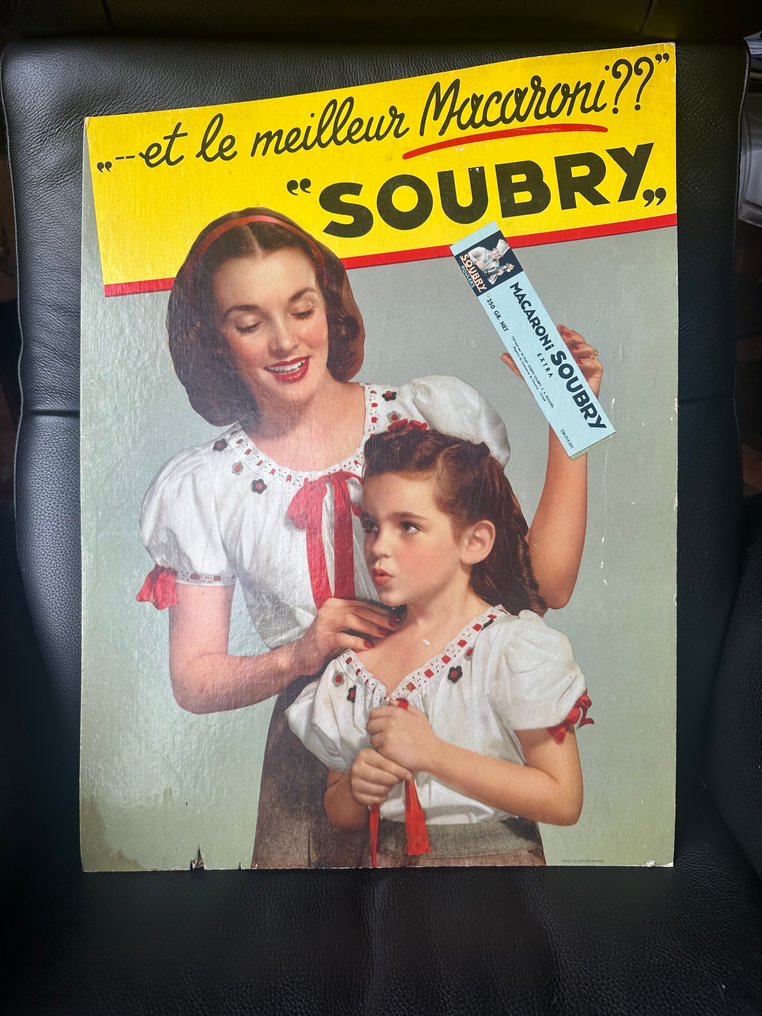 „--et le meilleur Macaroni??”
“SOUBRY„
SOUBRY
250 GR. NET
MACARONI SOUBRY
EXTRA